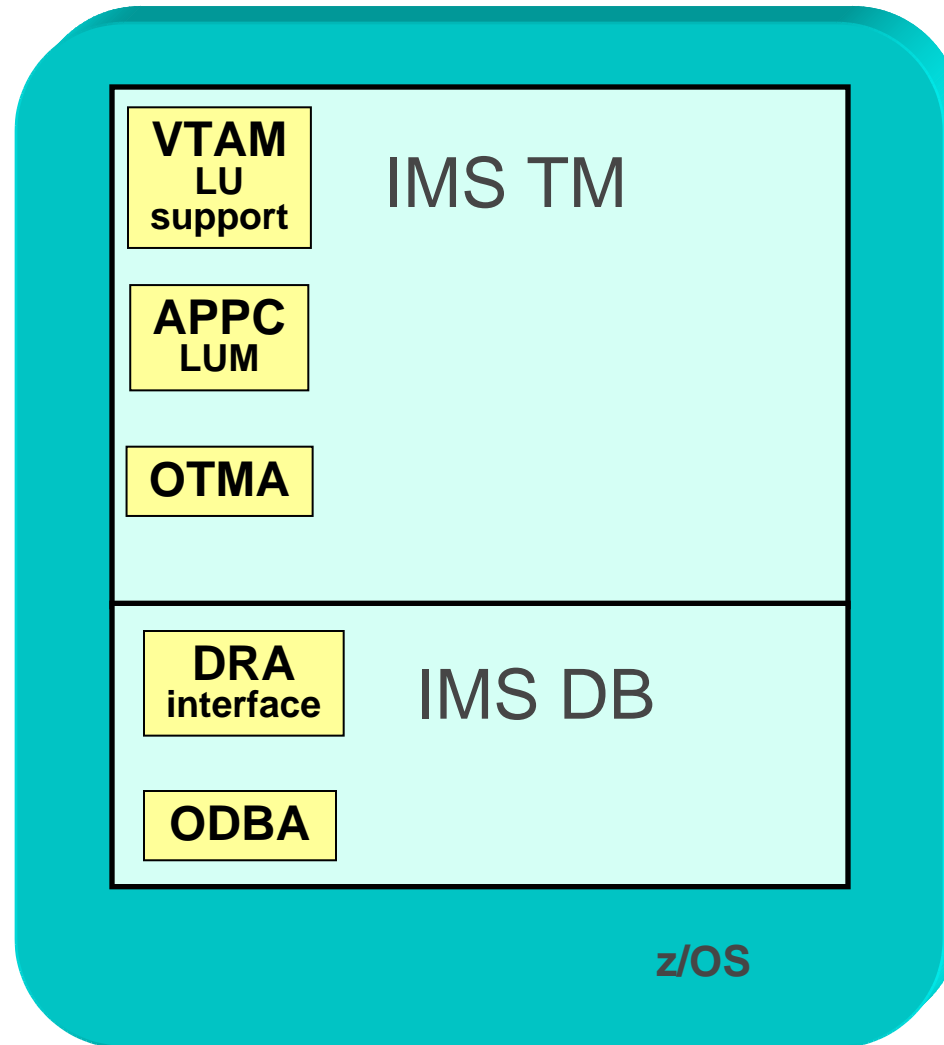 VTAM
LU
support
IMS TM
APPC
LUM
OTMA
DRA
interface
IMS DB
ODBA
z/OS